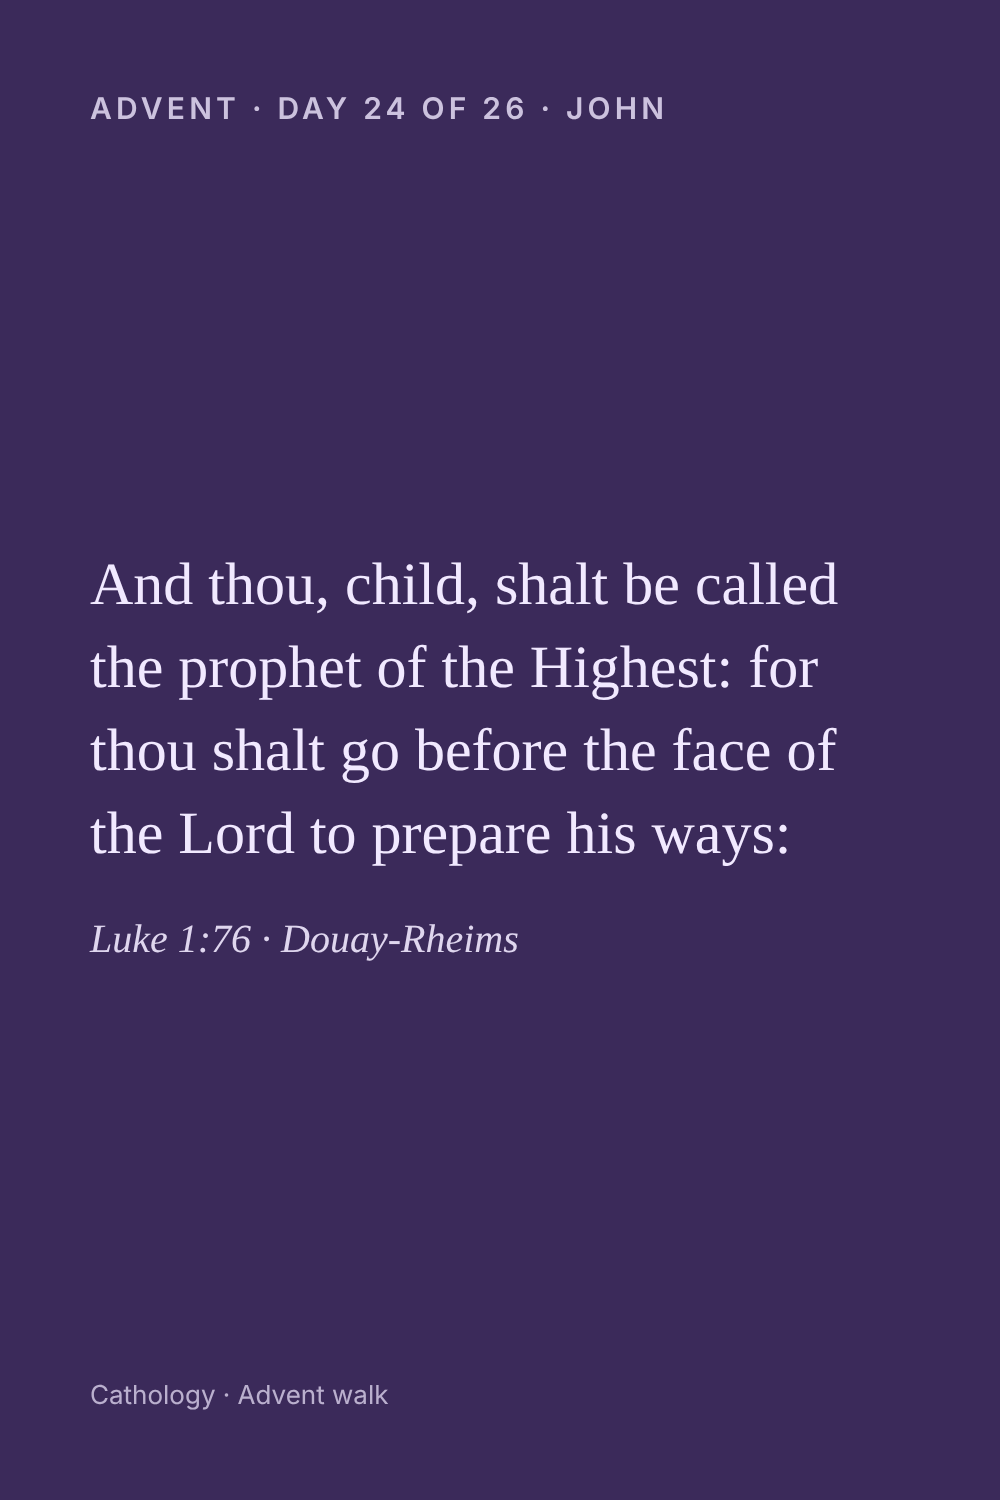 ADVENT · DAY 24 OF 26 · JOHN
And thou, child, shalt be called
the prophet of the Highest: for
thou shalt go before the face of
the Lord to prepare his ways:
Luke 1:76 · Douay-Rheims
Cathology · Advent walk